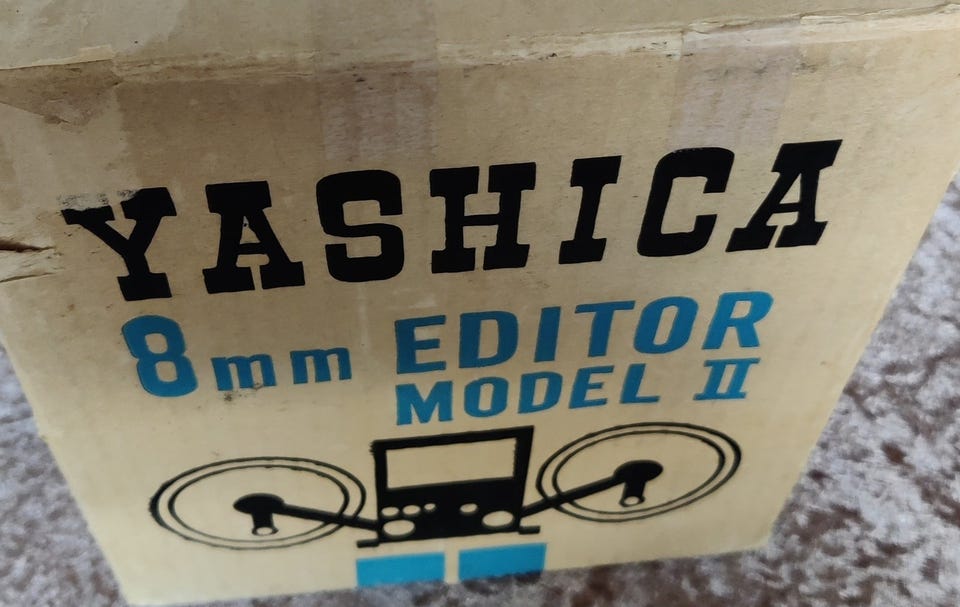 YASHICA
8mm EDITOR
MODEL II